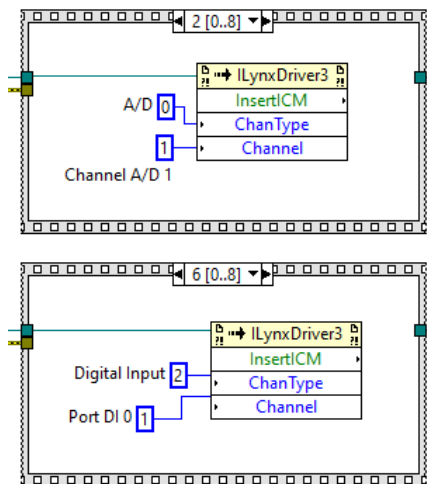 2 [0..8]
ILynxDriver3
InsertICM
A/D 0
ChanType
1
Channel
Channel A/D 1
6 [0..8]
ILynxDriver3
InsertICM
Digital Input 2
ChanType
Port DI 0 1
Channel